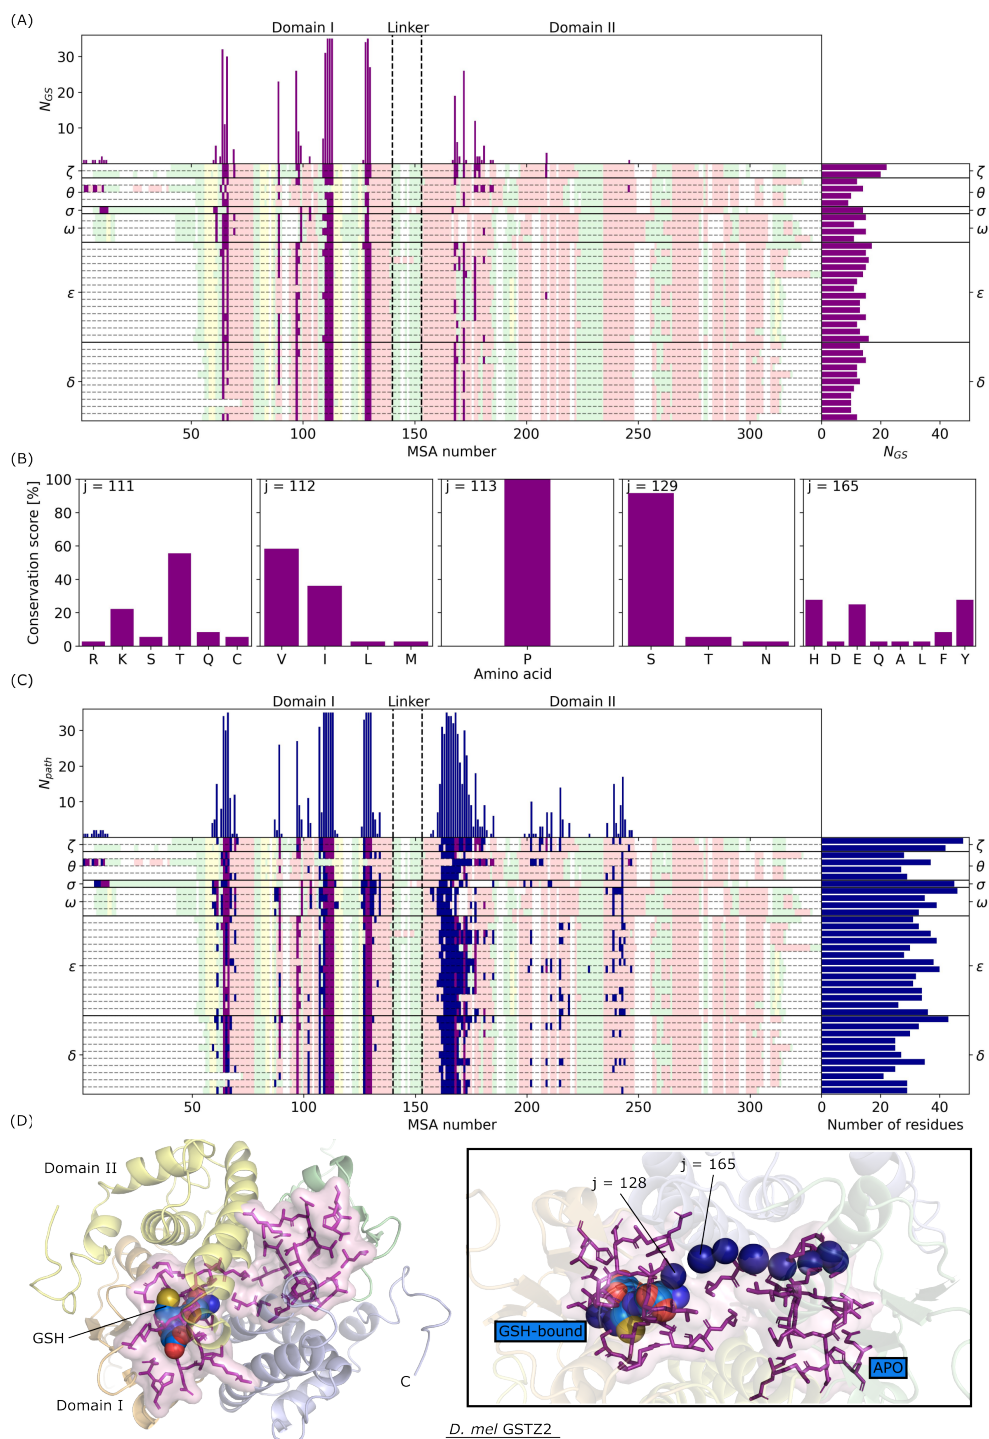 (A)
Domain I Linker Domain II
30
20
10
N_GS
ζ ζ
θ θ
σ
ω ω
ε ε
δ δ
50 100 150 200 250 300 0 20 40
MSA number N_GS
(B)
Conservation score [%]
100
80
60
40
20
0
j = 111 j = 112 j = 113 j = 129 j = 165
R K S T Q C V I L M P S T N H D E Q A L F Y
Amino acid
(C)
Domain I Linker Domain II
30
20
10
N_path
ζ ζ
θ θ
σ σ
ω ω
ε ε
δ δ
50 100 150 200 250 300 0 20 40
MSA number Number of residues
(D)
Domain II
GSH
Domain I
C
j = 165
j = 128
GSH-bound
APO
D. mel GSTZ2